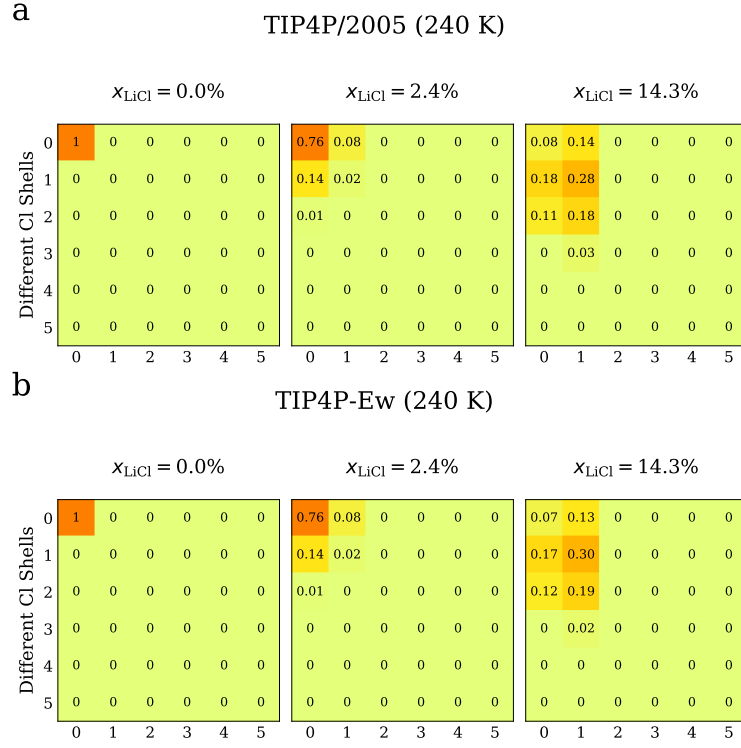 a
TIP4P/2005 (240 K)
xLiCl = 0.0%
xLiCl = 2.4%
xLiCl = 14.3%
Different Cl Shells
0 1 0 0 0 0 0 0.76 0.08 0 0 0 0 0.08 0.14 0 0 0 0
1 0 0 0 0 0 0 0.14 0.02 0 0 0 0 0.18 0.28 0 0 0 0
2 0 0 0 0 0 0 0.01 0 0 0 0 0 0.11 0.18 0 0 0 0
3 0 0 0 0 0 0 0 0 0 0 0 0 0 0.03 0 0 0 0
4 0 0 0 0 0 0 0 0 0 0 0 0 0 0 0 0 0 0
5 0 0 0 0 0 0 0 0 0 0 0 0 0 0 0 0 0 0
0 1 2 3 4 5 0 1 2 3 4 5 0 1 2 3 4 5
b
TIP4P-Ew (240 K)
xLiCl = 0.0%
xLiCl = 2.4%
xLiCl = 14.3%
Different Cl Shells
0 1 0 0 0 0 0 0.76 0.08 0 0 0 0 0.07 0.13 0 0 0 0
1 0 0 0 0 0 0 0.14 0.02 0 0 0 0 0.17 0.30 0 0 0 0
2 0 0 0 0 0 0 0.01 0 0 0 0 0 0.12 0.19 0 0 0 0
3 0 0 0 0 0 0 0 0 0 0 0 0 0 0.02 0 0 0 0
4 0 0 0 0 0 0 0 0 0 0 0 0 0 0 0 0 0 0
5 0 0 0 0 0 0 0 0 0 0 0 0 0 0 0 0 0 0
0 1 2 3 4 5 0 1 2 3 4 5 0 1 2 3 4 5